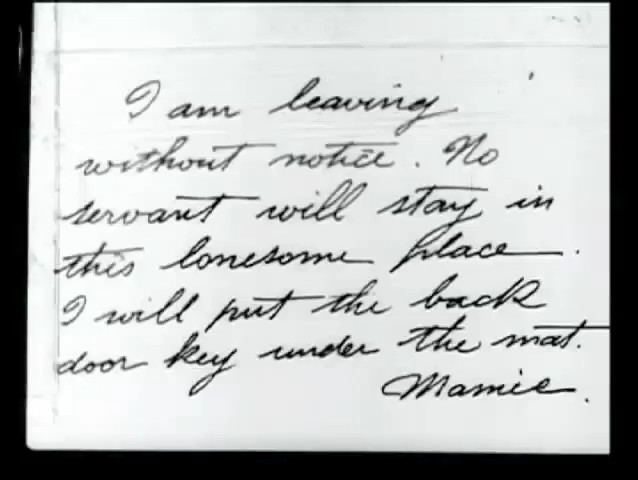 I am leaving
without notice. No
servant will stay in
this lonesome place.
I will put the back
door key under the mat.
Mamie.